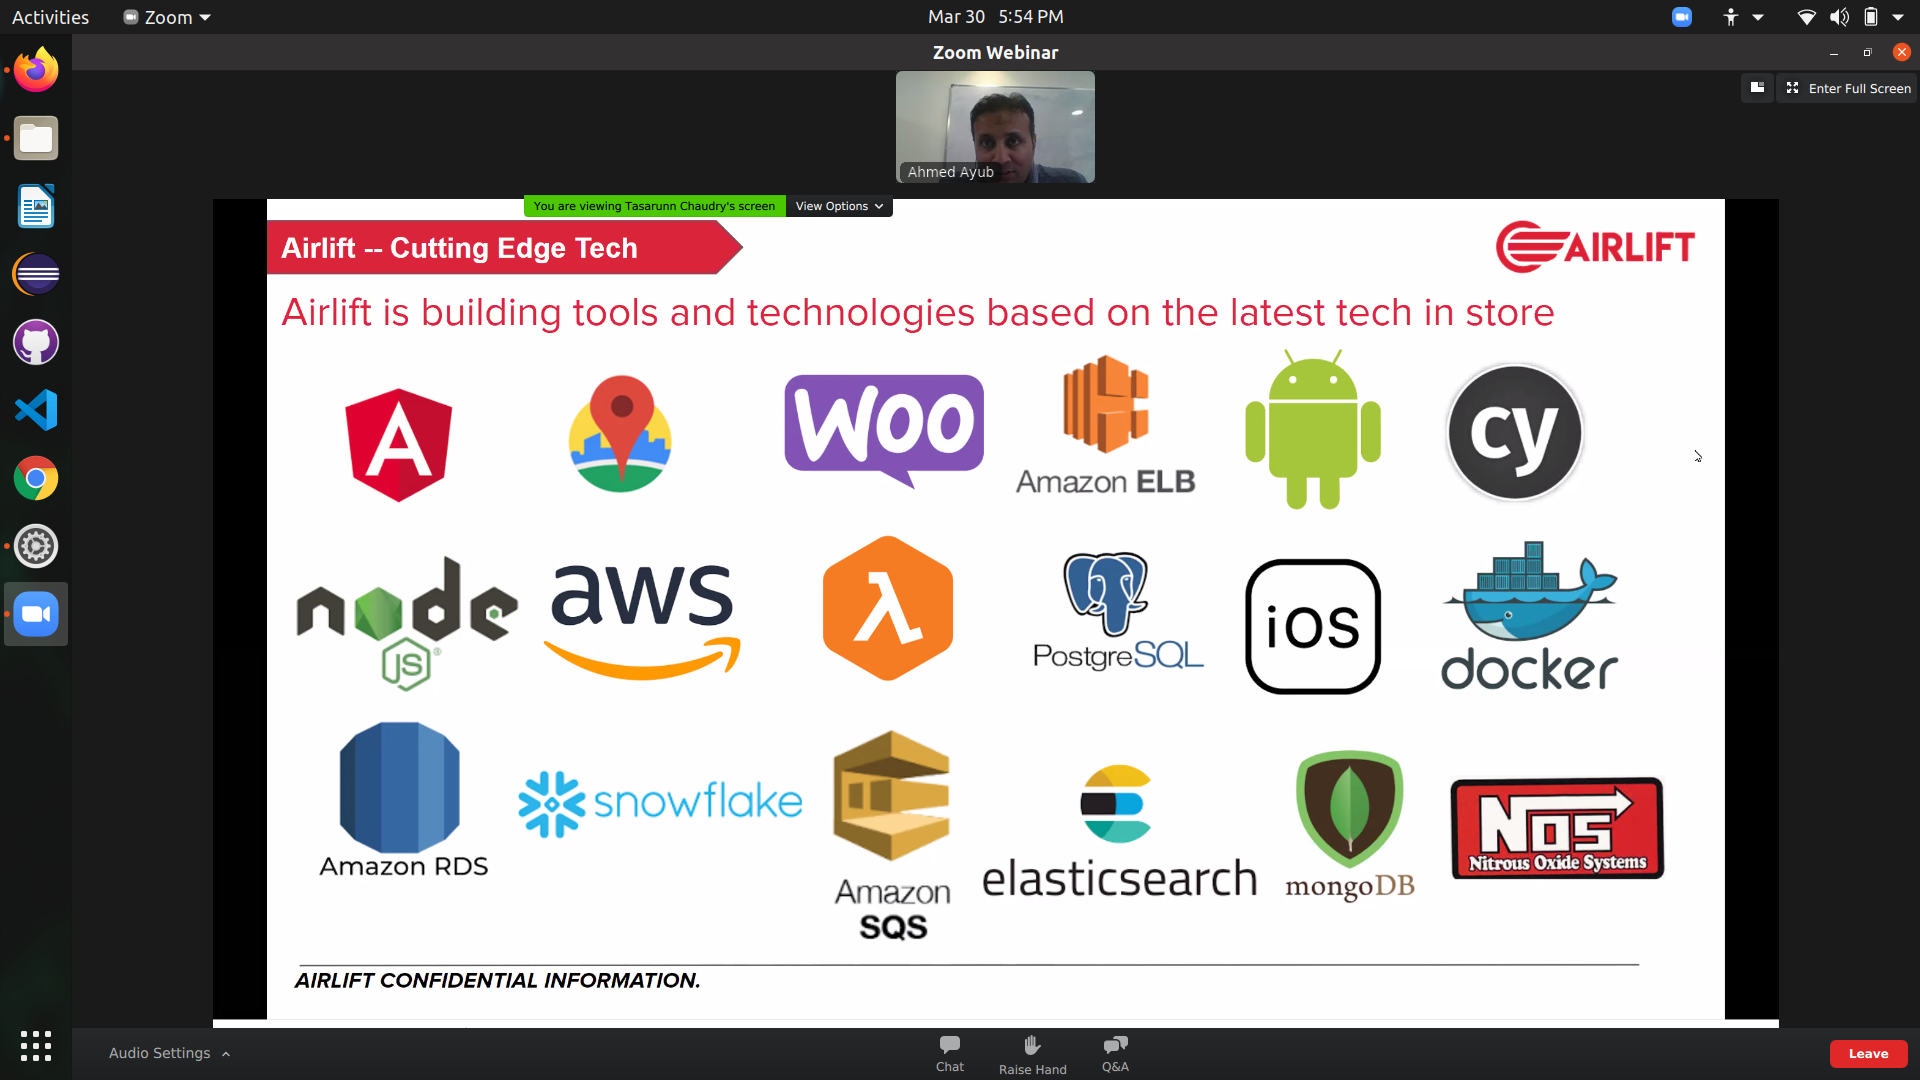 Activities
Zoom
Mar 30 5:54 PM
Zoom Webinar
Enter Full Screen
Ahmed Ayub
You are viewing Tasarunn Chaudry's screen
View Options
Airlift -- Cutting Edge Tech
AIRLIFT
Airlift is building tools and technologies based on the latest tech in store
A
Woo
Amazon ELB
cy
node
JS
aws
λ
PostgreSQL
iOS
docker
Amazon RDS
snowflake
Amazon
SQS
elasticsearch
mongoDB
NOS
Nitrous Oxide Systems
AIRLIFT CONFIDENTIAL INFORMATION.
Audio Settings
Chat
Raise Hand
Q&A
Leave